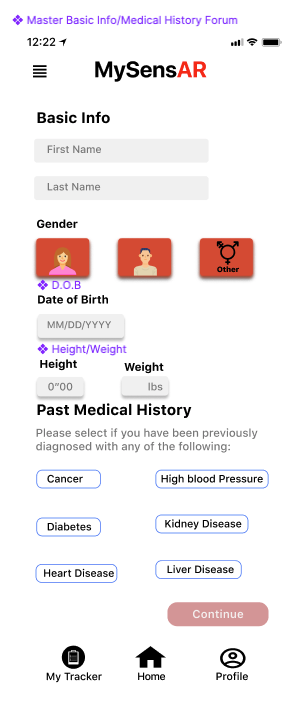 Master Basic Info/Medical History Forum
12:22
MySensAR
Basic Info
First Name
Last Name
Gender
Other
D.O.B
Date of Birth
MM/DD/YYYY
Height/Weight
Height Weight
0"00 lbs
Past Medical History
Please select if you have been previously
diagnosed with any of the following:
Cancer High blood Pressure
Diabetes Kidney Disease
Heart Disease Liver Disease
Continue
My Tracker Home Profile